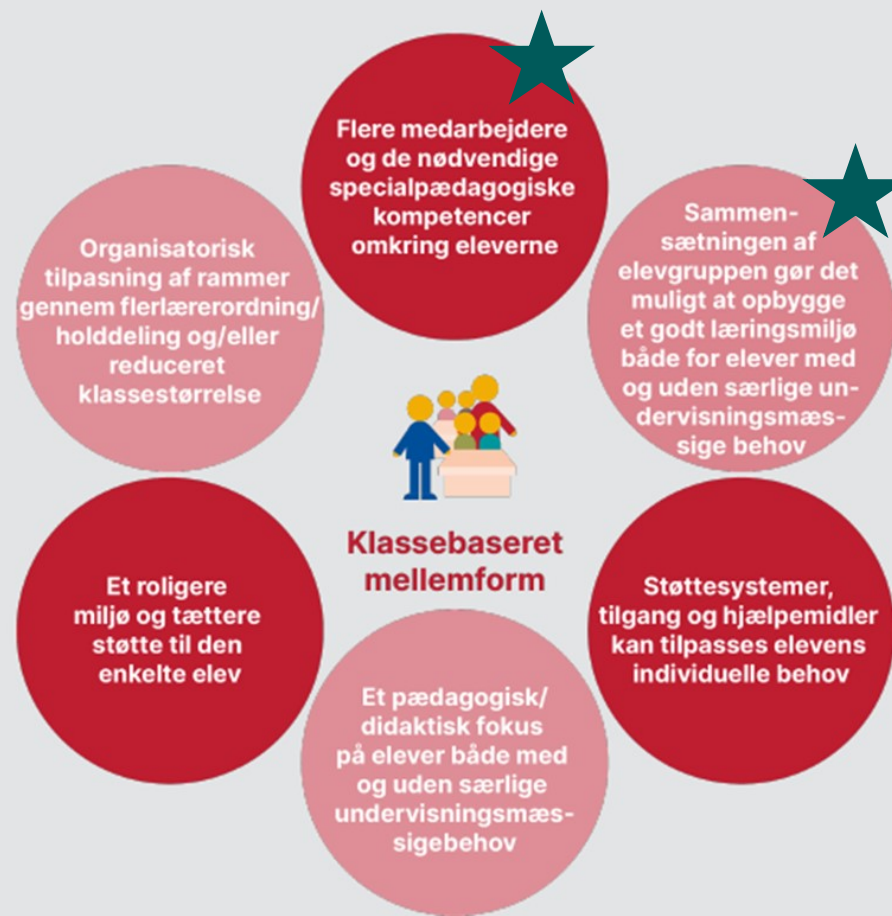 Flere medarbejdere
og de nødvendige
specialpædagogiske
kompetencer
omkring eleverne
Sammen-
sætningen af
elevgruppen gør det
muligt at opbygge
et godt læringsmiljø
både for elever med
og uden særlige un-
dervisningsmæs-
sige behov
Støttesystemer,
tilgang og hjælpemidler
kan tilpasses elevens
individuelle behov
Et pædagogisk/
didaktisk fokus
på elever både med
og uden særlige
undervisningsmæs-
sigebehov
Et roligere
miljø og tættere
støtte til den
enkelte elev
Organisatorisk
tilpasning af rammer
gennem flerlærerordning/
holddeling og/eller
reduceret
klassestørrelse
Klassebaseret
mellemform